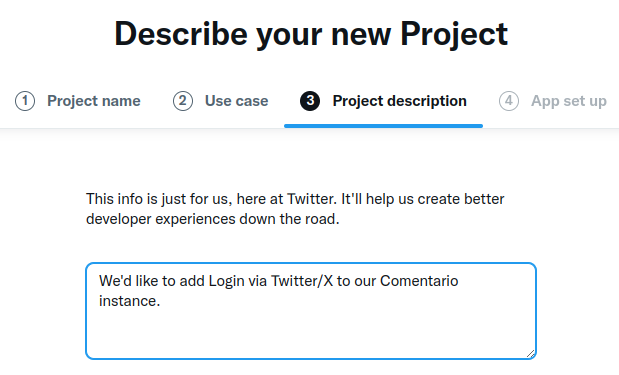 Describe your new Project
1 Project name 2 Use case 3 Project description 4 App set up
This info is just for us, here at Twitter. It'll help us create better
developer experiences down the road.
We'd like to add Login via Twitter/X to our Comentario
instance.